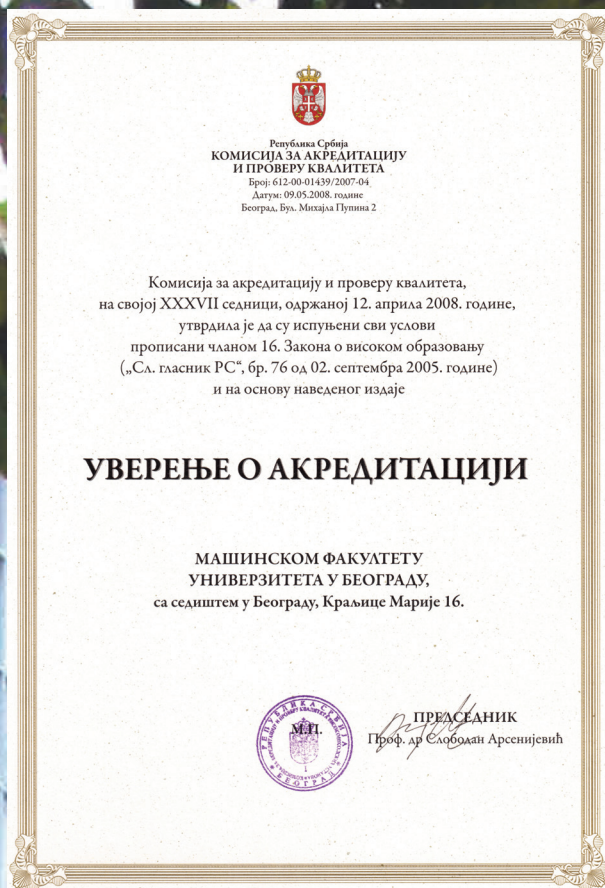 Република Србија
КОМИСИЈА ЗА АКРЕДИТАЦИЈУ
И ПРОВЕРУ КВАЛИТЕТА
Број: 612-00-01439/2007-04
Датум: 09.05.2008. године
Београд, Бул. Михајла Пупина 2
Комисија за акредитацију и проверу квалитета,
на својој XXXVII седници, одржаној 12. априла 2008. године,
утврдила је да су испуњени сви услови
прописани чланом 16. Закона о високом образовању
(„Сл. гласник РС“, бр. 76 од 02. септембра 2005. године)
и на основу наведеног издаје
УВЕРЕЊЕ О АКРЕДИТАЦИЈИ
МАШИНСКОМ ФАКУЛТЕТУ
УНИВЕРЗИТЕТА У БЕОГРАДУ,
са седиштем у Београду, Краљице Марије 16.
РЕПУБЛИКА СРБИЈА
М.П.
БЕОГРАД
ПРЕДСЕДНИК
Проф. др Слободан Арсенијевић